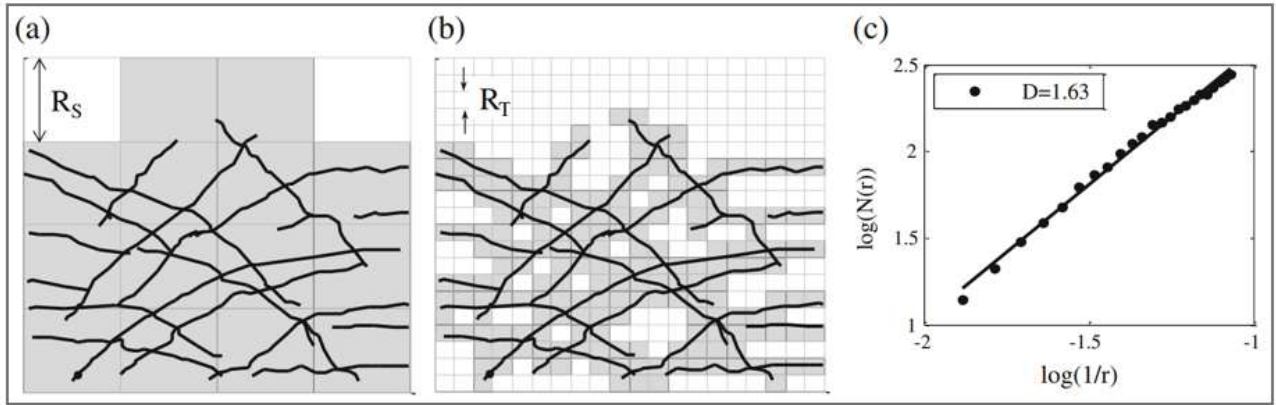 (a)
R_S
(b)
R_T
(c)
2.5
2
1.5
1
log(N(r))
D=1.63
-2
-1.5
-1
log(1/r)